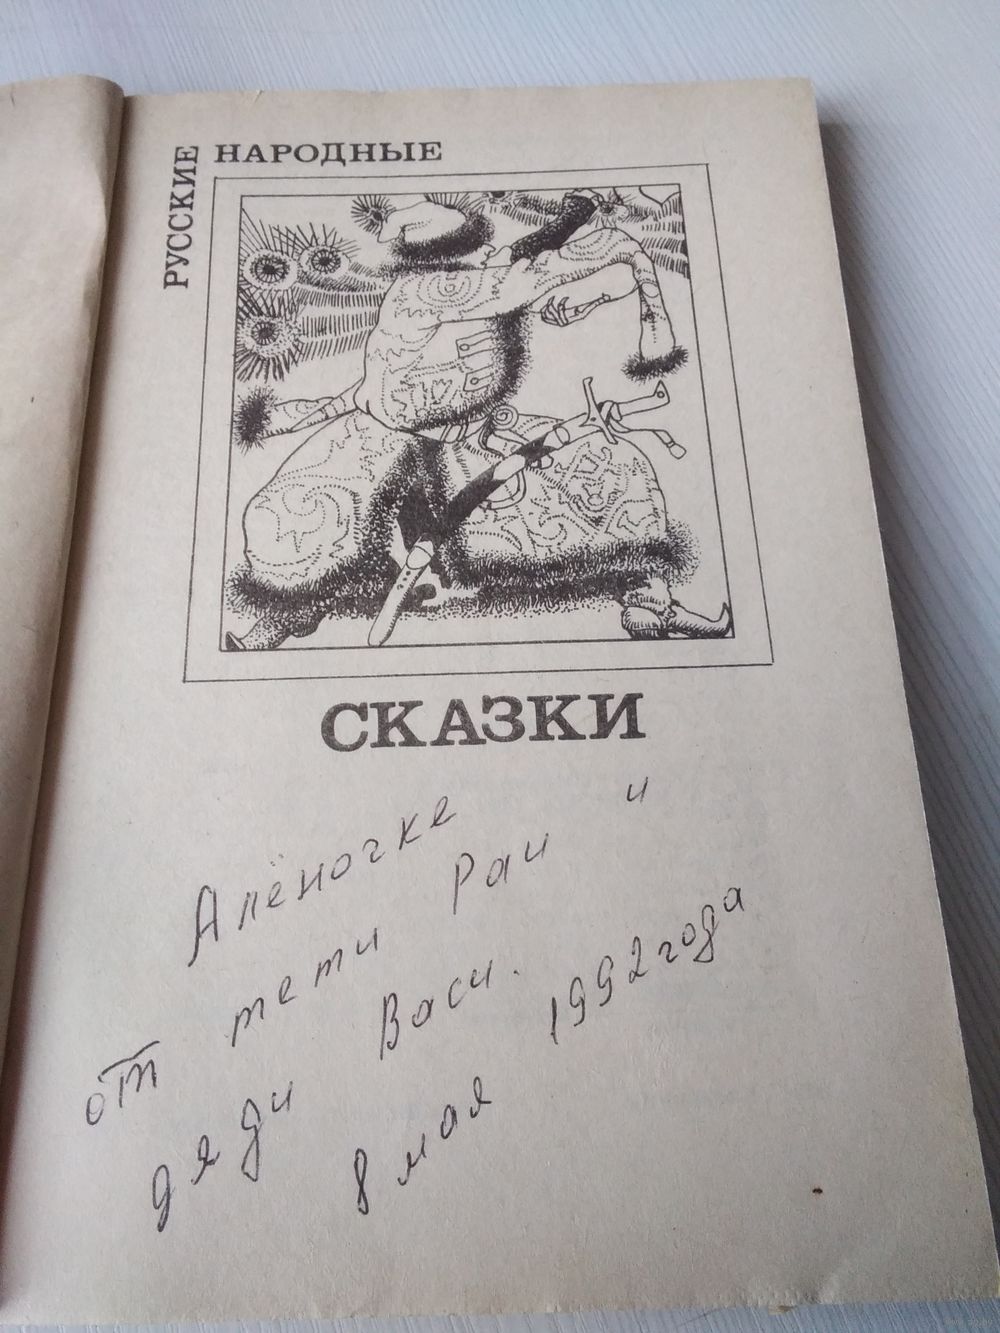 РУССКИЕ
НАРОДНЫЕ
СКАЗКИ
Алёночке
от тети Раи и
дяди Васи.
8 мая 1992 года